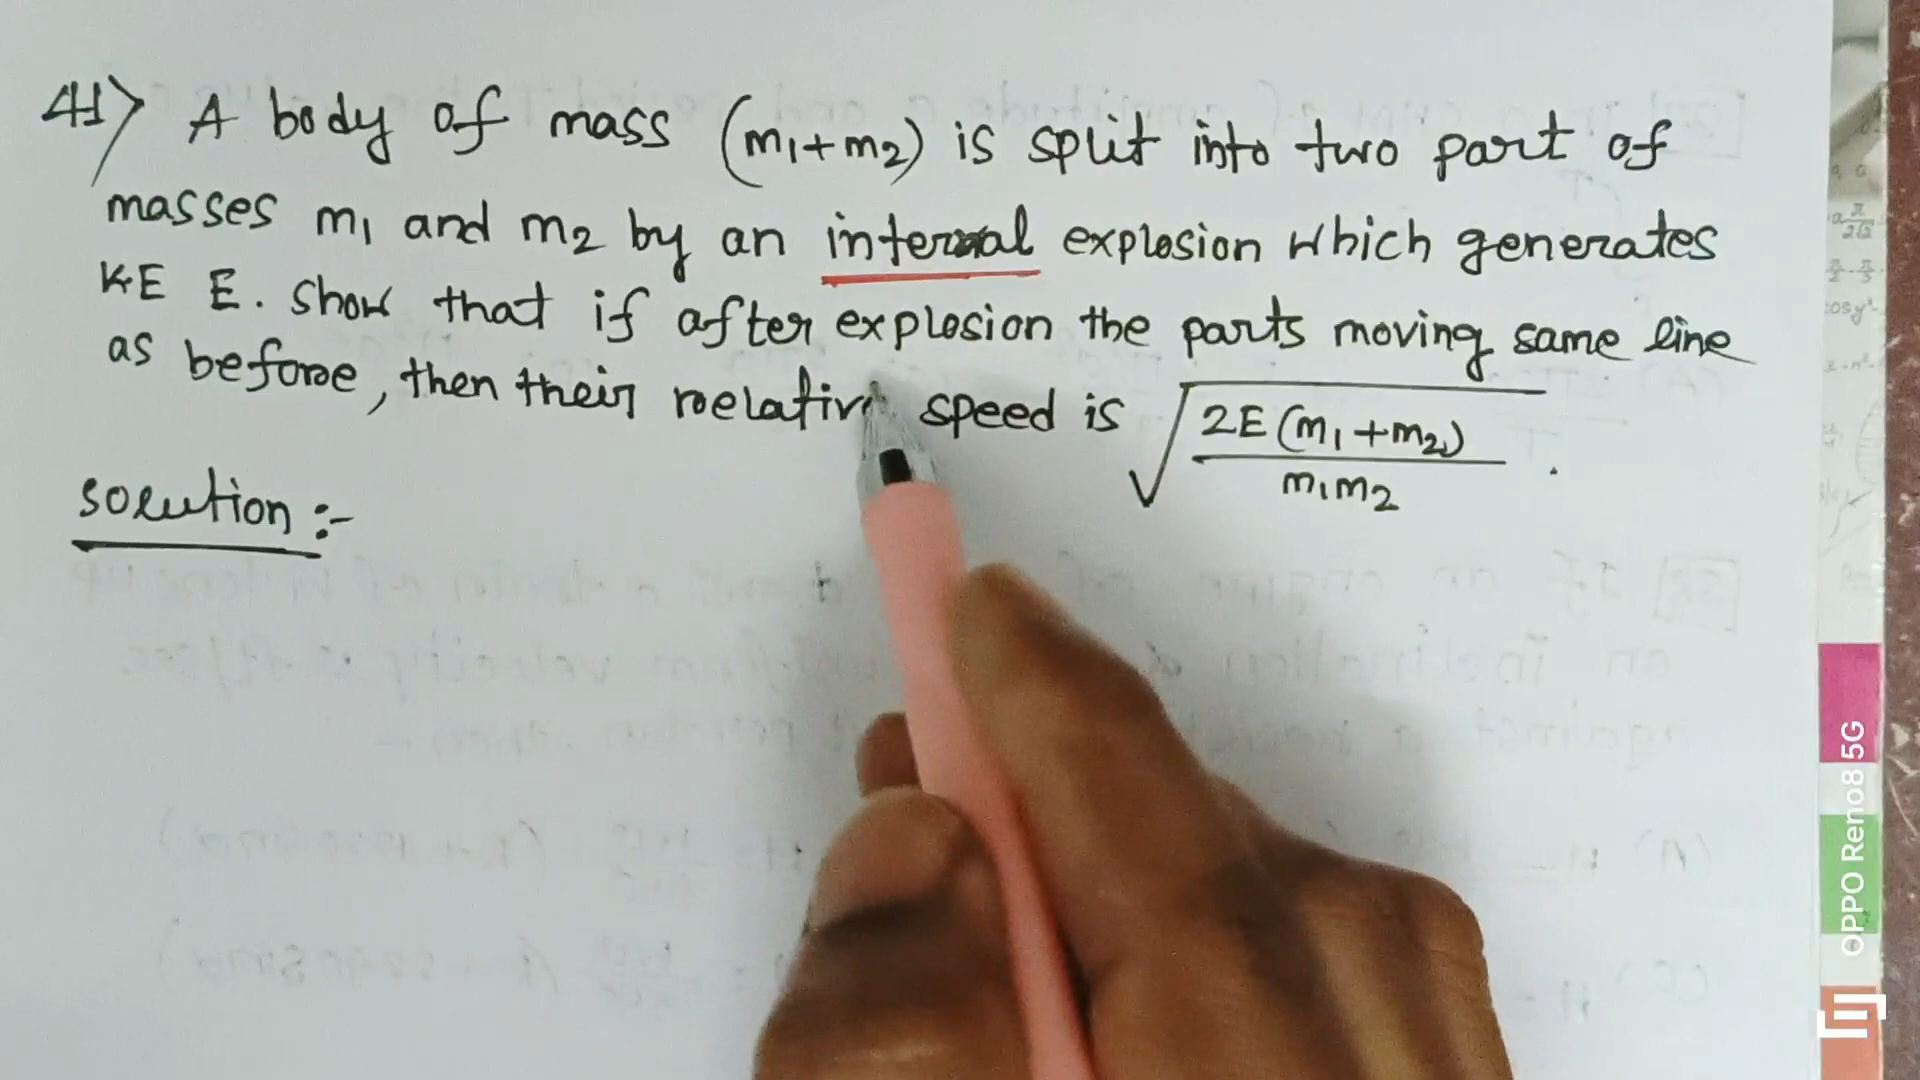 41) A body of mass (m₁+m₂) is split into two part of
masses m₁ and m₂ by an internal explosion which generates
KE E. Show that if after explosion the parts moving same line
as before, then their relative speed is √(2E(m₁+m₂)/m₁m₂).
Solution :-
OPPO Reno8 5G